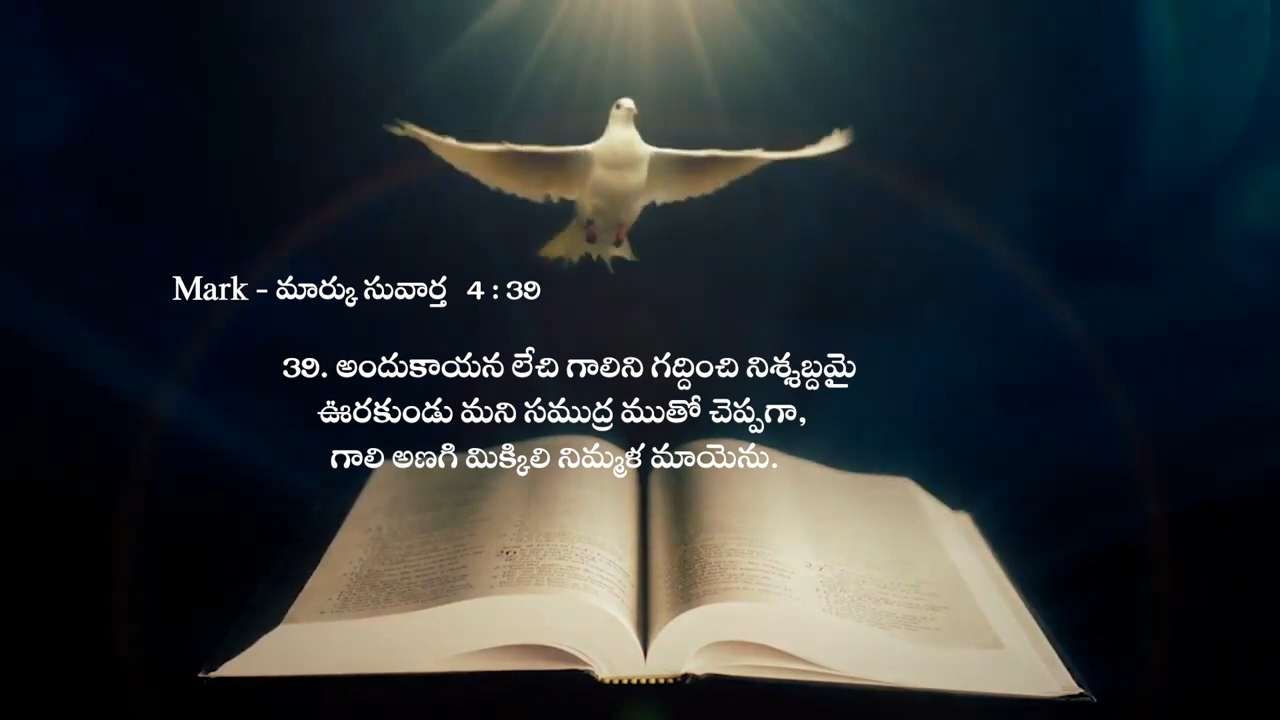 Mark - మార్కు సువార్త 4 : 39
39. అందుకాయన లేచి గాలిని గద్దించి నిశ్శబ్దమై
ఊరకుండు మని సముద్ర ముతో చెప్పగా,
గాలి అణగి మిక్కిలి నిమ్మళ మాయెను.